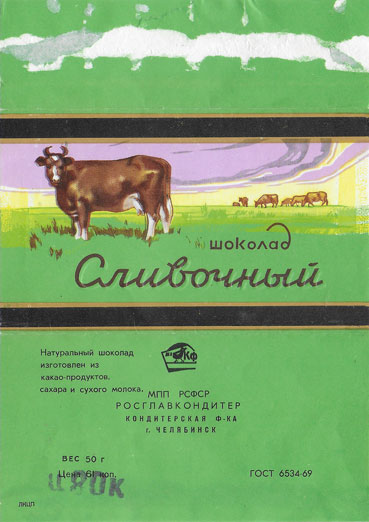 шоколад
Сливочный
КФ
Натуральный шоколад
изготовлен из
какао-продуктов,
сахара и сухого молока.
МПП РСФСР
РОСГЛАВКОНДИТЕР
КОНДИТЕРСКАЯ Ф-КА
г. ЧЕЛЯБИНСК
ВЕС 50 г
Цена 61 коп.
ГОСТ 6534-69